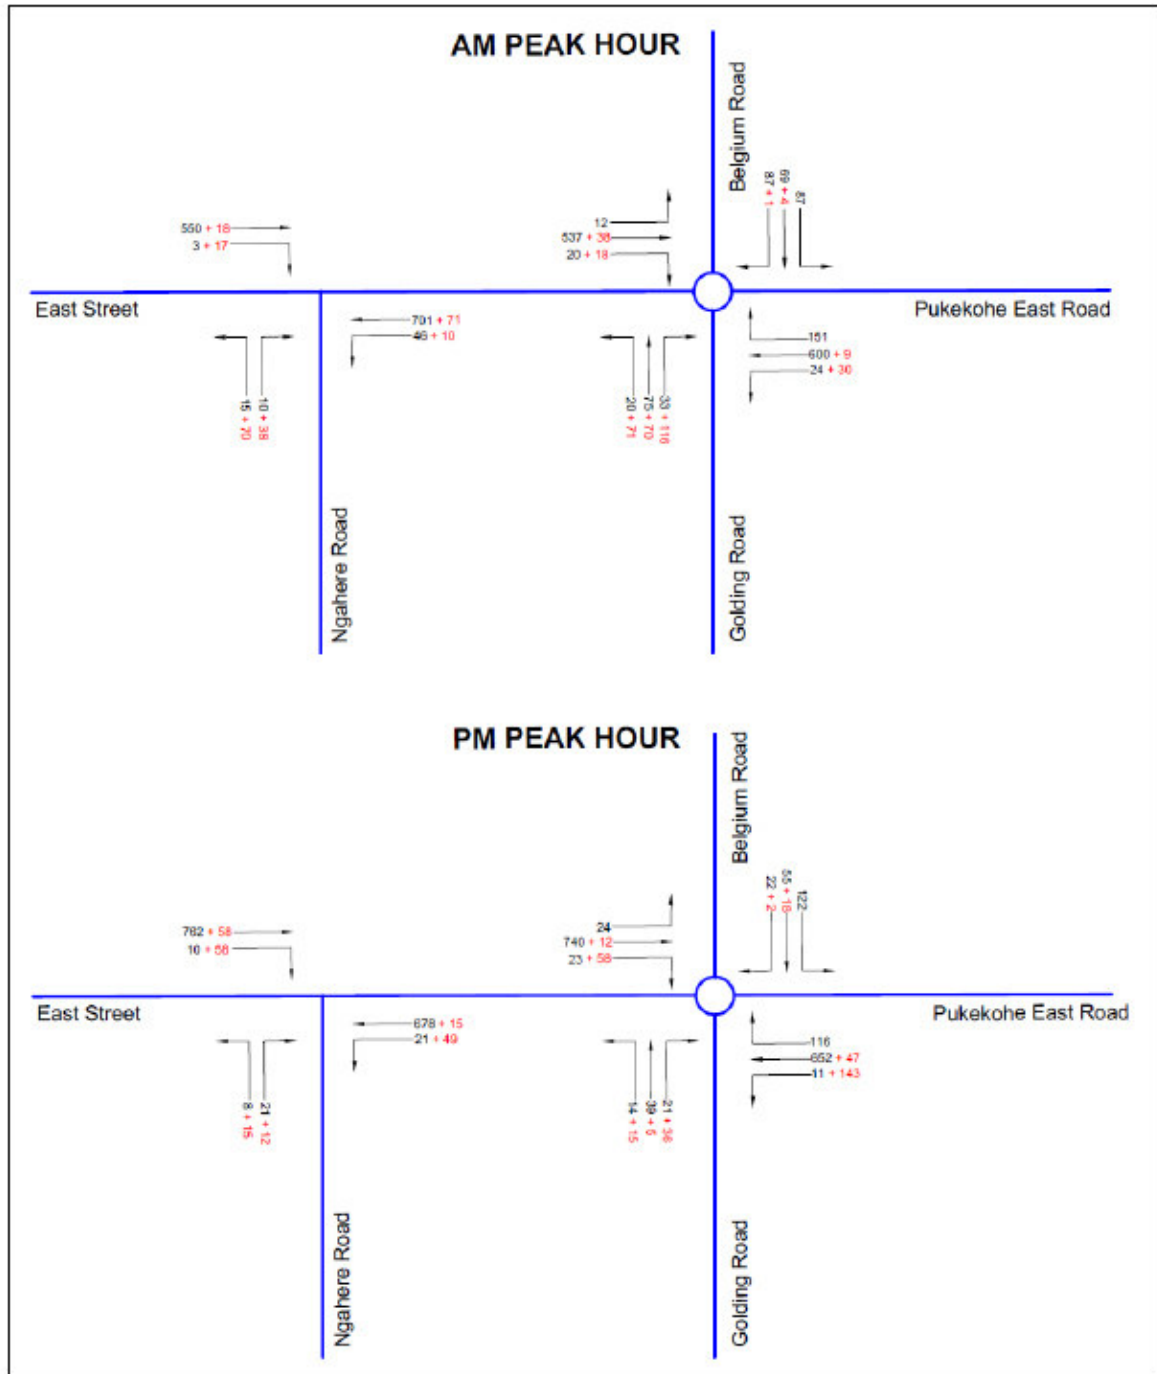 AM PEAK HOUR
Belgium Road
87 + 1
69 + 4
87
550 + 18
3 + 17
12
537 + 38
20 + 18
East Street
Pukekohe East Road
701 + 71
46 + 10
151
600 + 9
24 + 30
15 + 70
10 + 38
20 + 71
75 + 70
33 + 116
Ngahere Road
Golding Road
PM PEAK HOUR
Belgium Road
22 + 2
55 + 18
122
762 + 58
10 + 58
24
740 + 12
23 + 58
East Street
Pukekohe East Road
678 + 15
21 + 49
116
652 + 47
11 + 143
8 + 15
21 + 12
14 + 15
39 + 5
21 + 36
Ngahere Road
Golding Road